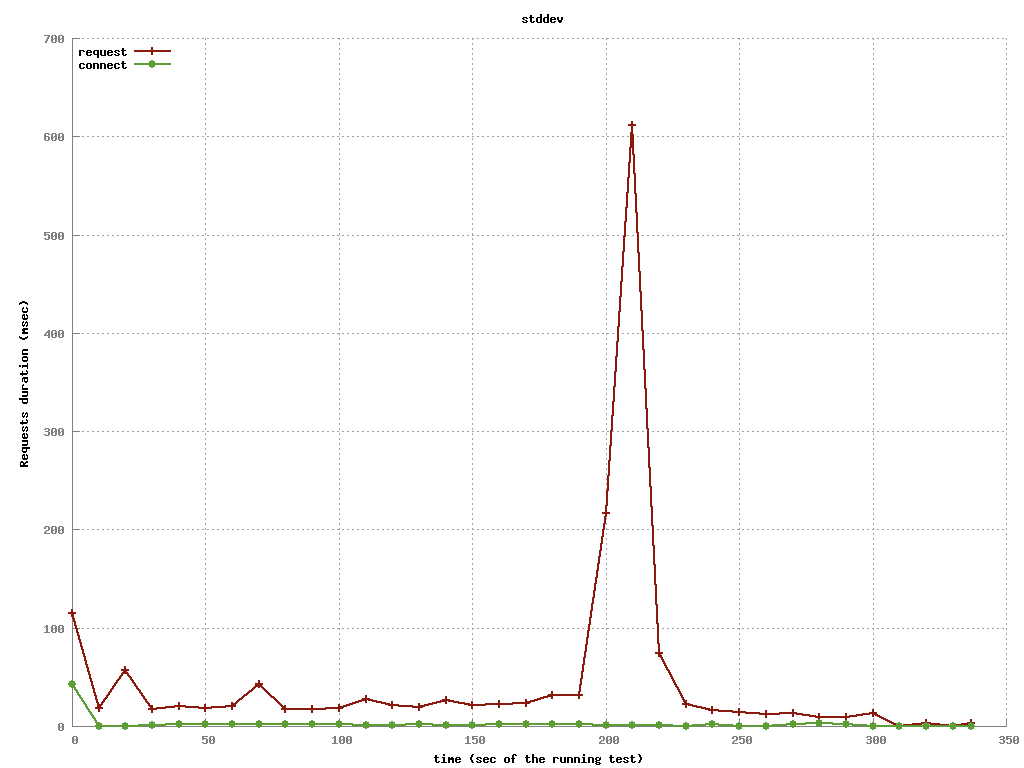 stddev
700
request
connect
600
500
400
Requests duration (msec)
300
200
100
0
0 50 100 150 200 250 300 350
time (sec of the running test)